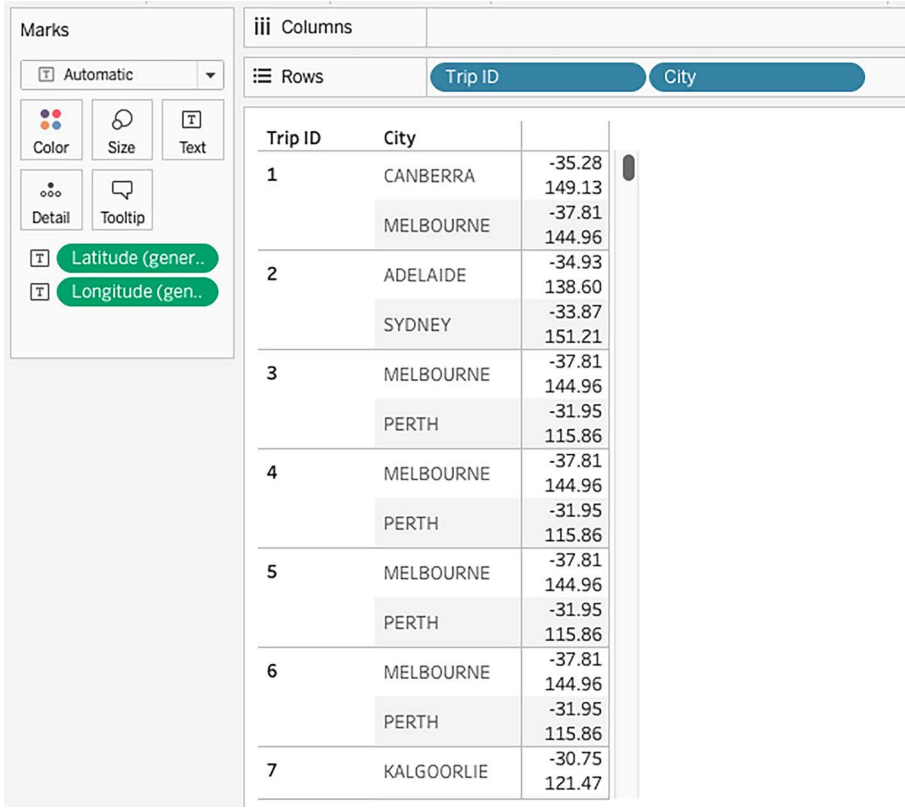 Marks
Automatic
Color Size Text
Detail Tooltip
Latitude (gener..
Longitude (gen..
Columns
Rows Trip ID City
Trip ID City
1 CANBERRA -35.28
149.13
MELBOURNE -37.81
144.96
2 ADELAIDE -34.93
138.60
SYDNEY -33.87
151.21
3 MELBOURNE -37.81
144.96
PERTH -31.95
115.86
4 MELBOURNE -37.81
144.96
PERTH -31.95
115.86
5 MELBOURNE -37.81
144.96
PERTH -31.95
115.86
6 MELBOURNE -37.81
144.96
PERTH -31.95
115.86
7 KALGOORLIE -30.75
121.47